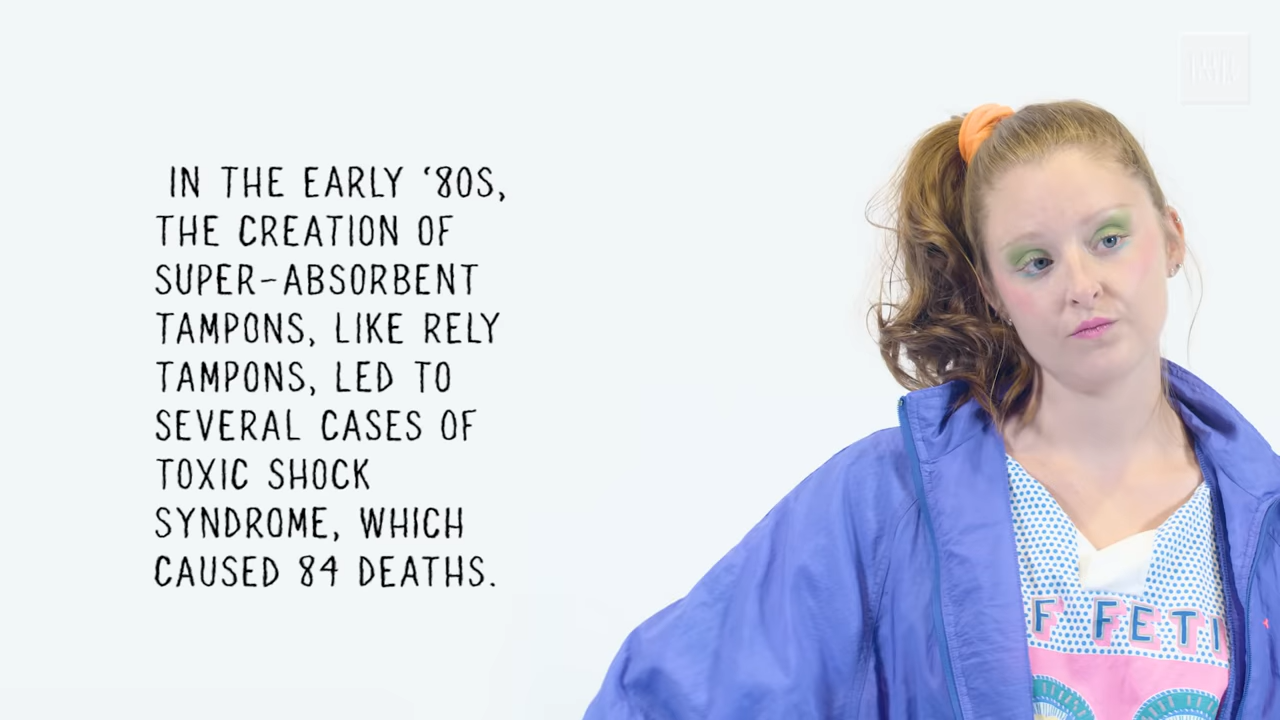 IN THE EARLY ‘80S,
THE CREATION OF
SUPER-ABSORBENT
TAMPONS, LIKE RELY
TAMPONS, LED TO
SEVERAL CASES OF
TOXIC SHOCK
SYNDROME, WHICH
CAUSED 84 DEATHS.
F FETI